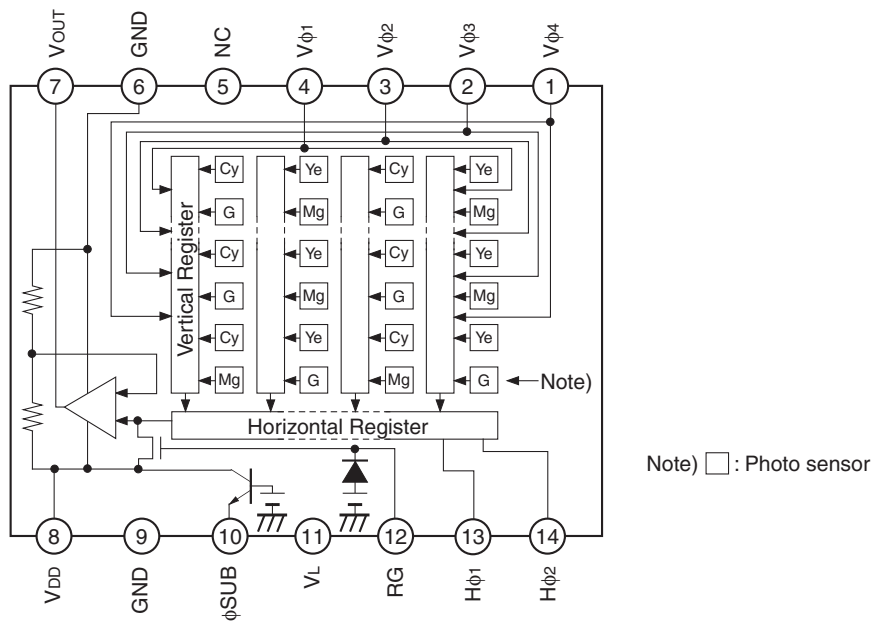 VOUT GND NC Vφ1 Vφ2 Vφ3 Vφ4
7 6 5 4 3 2 1
Cy Ye Cy Ye
G Mg G Mg
Cy Ye Cy Ye
G Mg G Mg
Cy Ye Cy Ye
Mg G Mg G Note)
Vertical Register
Horizontal Register
Note) : Photo sensor
8 9 10 11 12 13 14
VDD GND φSUB VL RG Hφ1 Hφ2